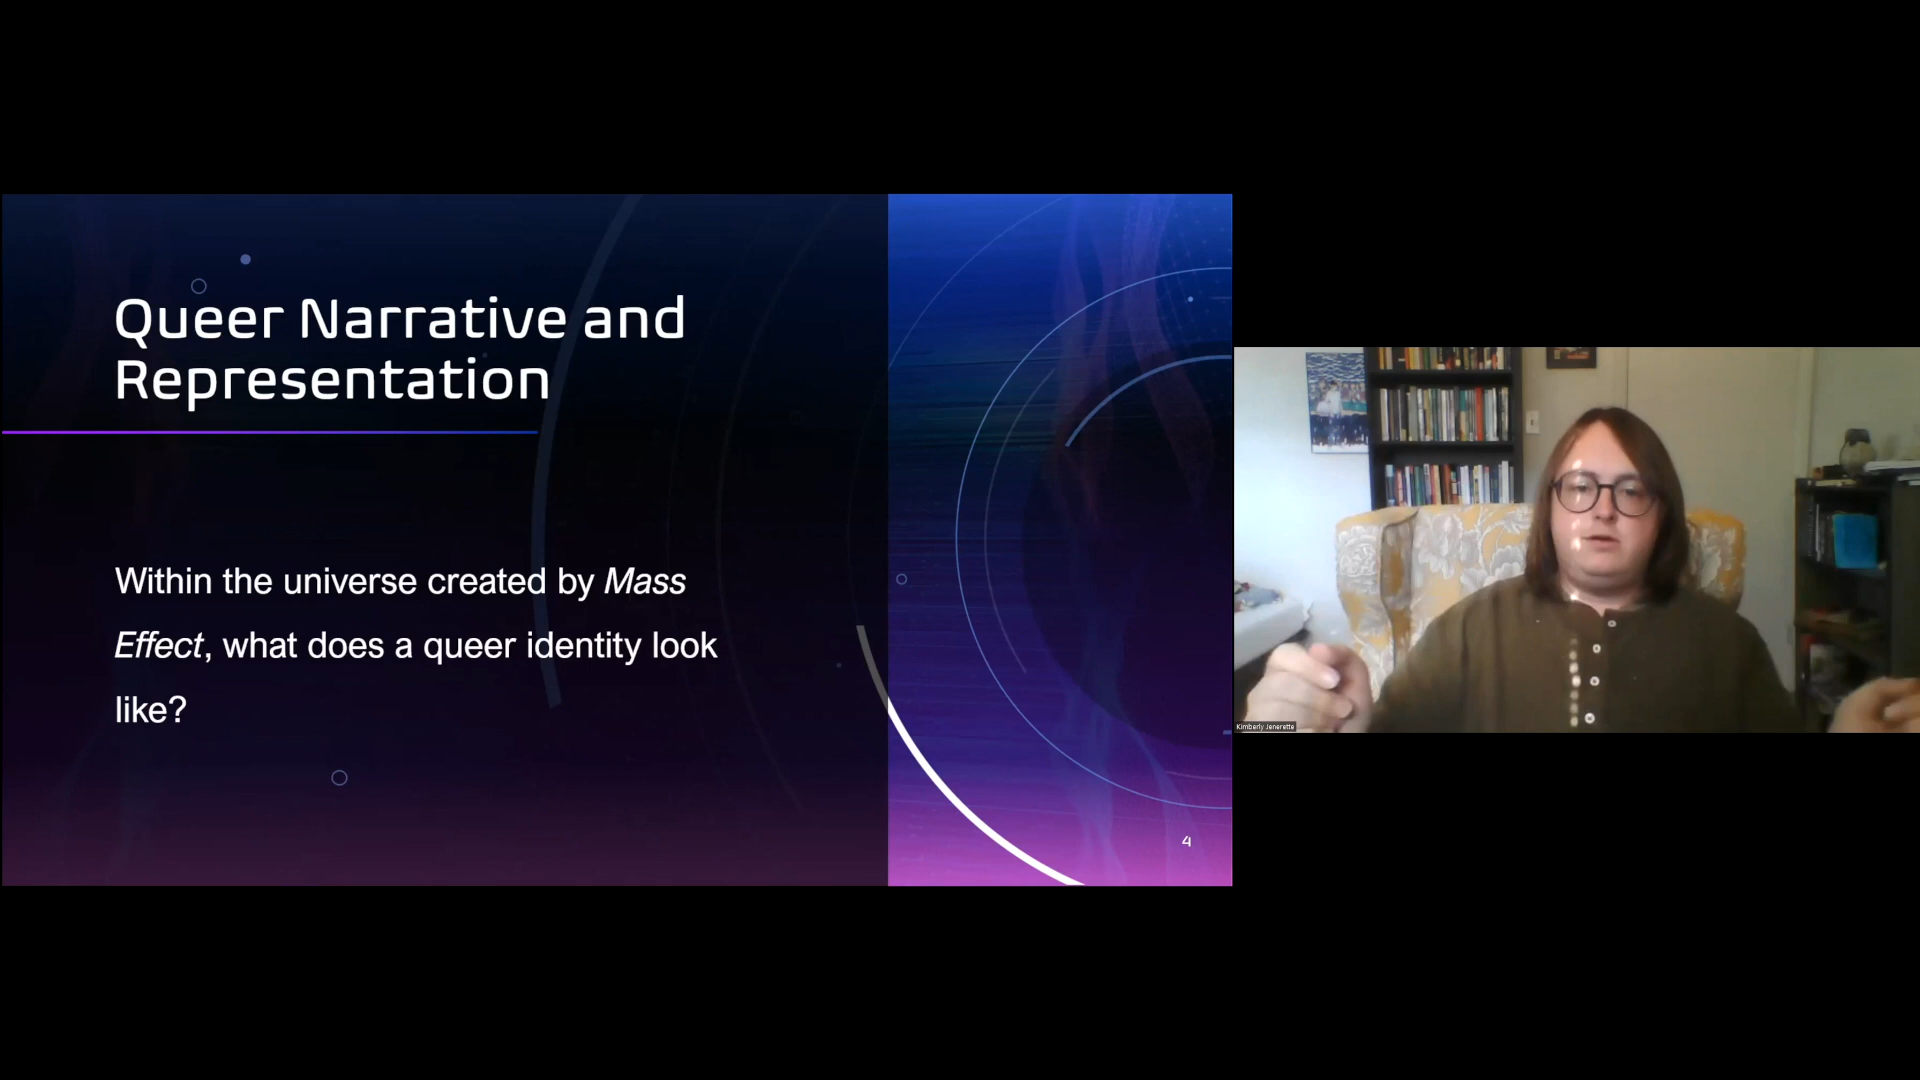 Queer Narrative and
Representation
Within the universe created by Mass
Effect, what does a queer identity look
like?
4
Kimberly Jenerette